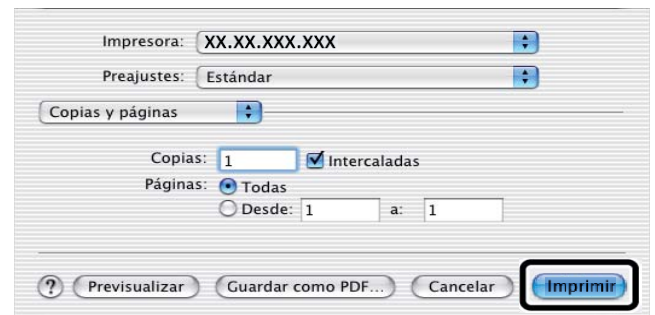 Impresora: XX.XX.XXX.XXX
Preajustes: Estándar
Copias y páginas
Copias: 1 Intercaladas
Páginas: Todas
Desde: 1 a: 1
? Previsualizar Guardar como PDF... Cancelar Imprimir